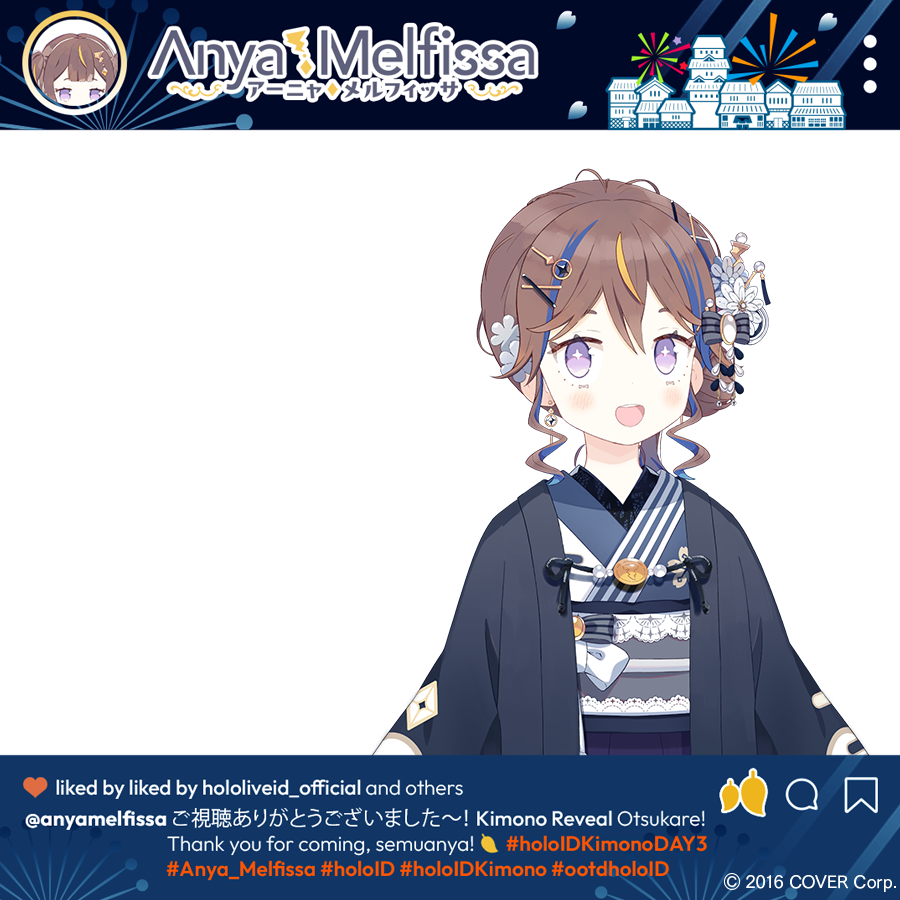 Anya Melfissa
アーニャ・メルフィッサ
liked by liked by hololiveid_official and others
@anyamelfissa ご視聴ありがとうございました～! Kimono Reveal Otsukare!
Thank you for coming, semuanya! #holoIDKimonoDAY3
#Anya_Melfissa #holoID #holoIDKimono #ootdholoID
© 2016 COVER Corp.